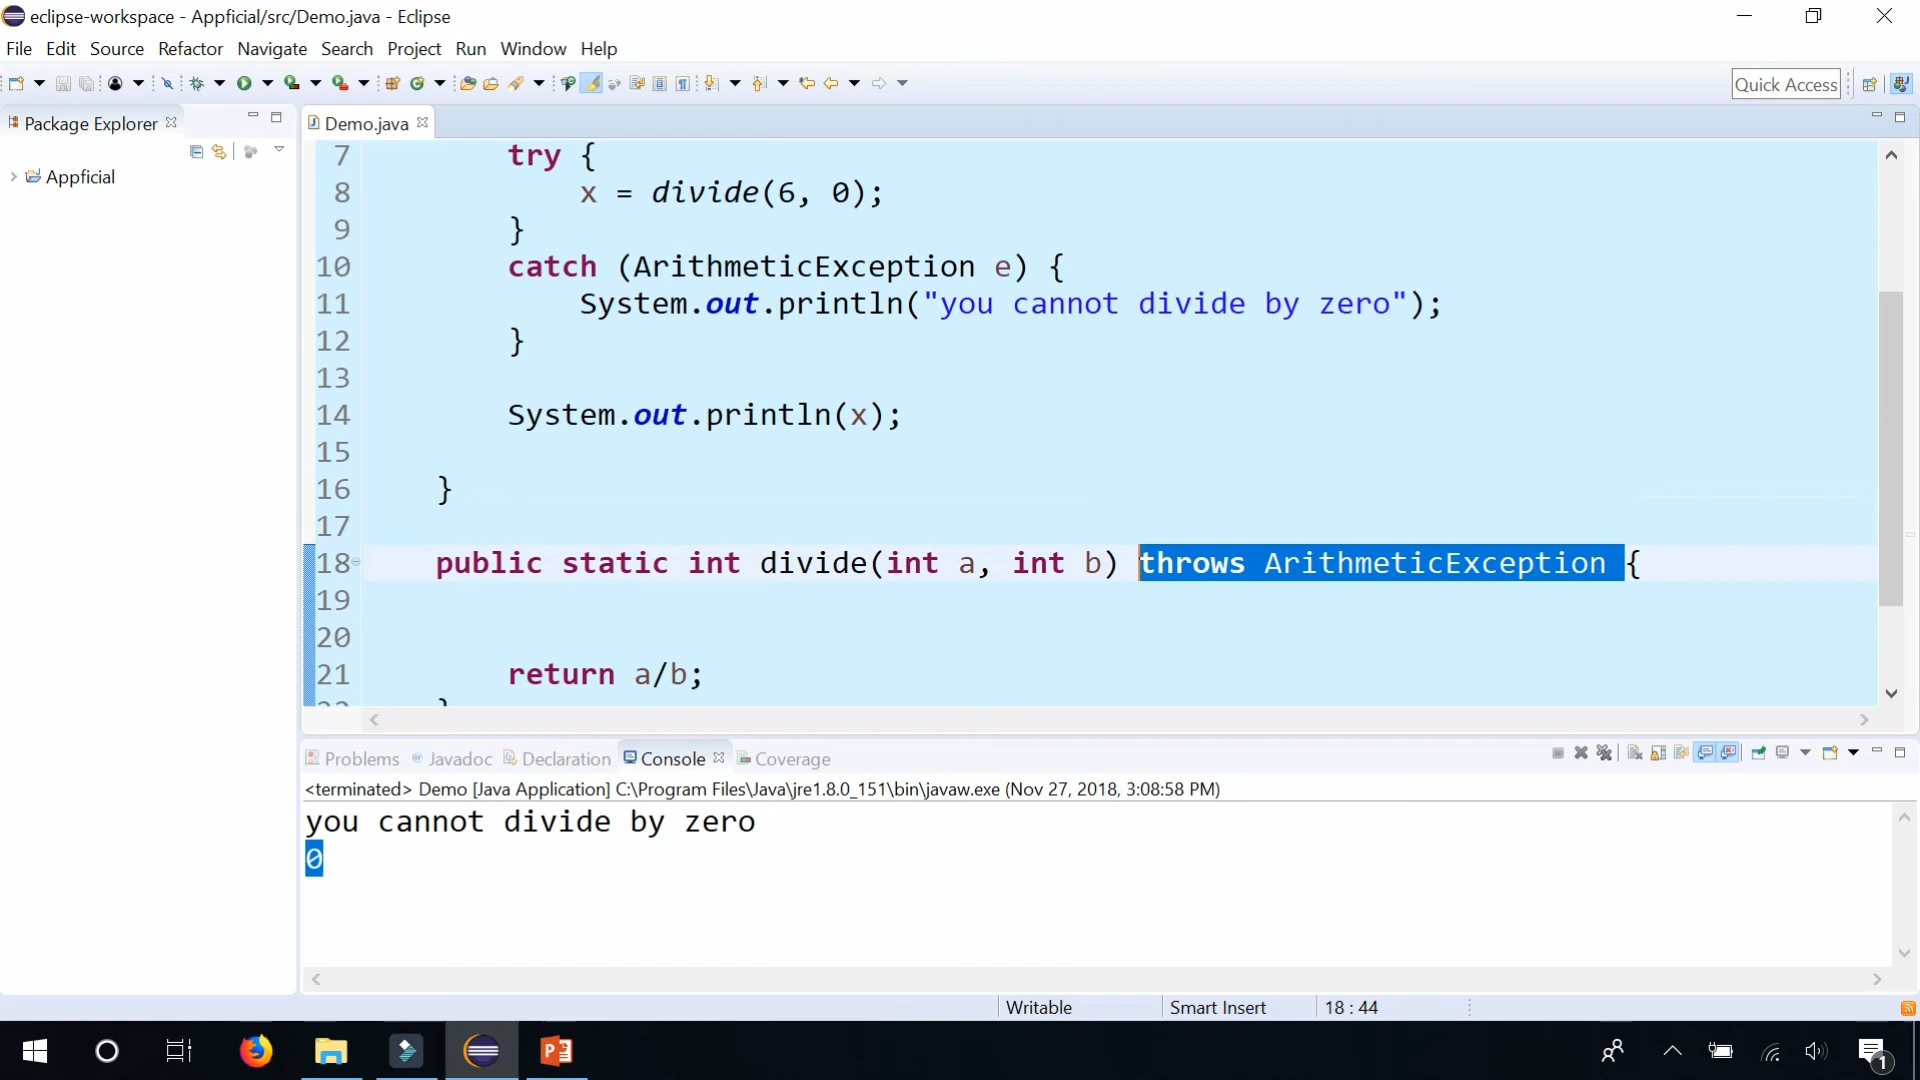 eclipse-workspace - Appficial/src/Demo.java - Eclipse
File Edit Source Refactor Navigate Search Project Run Window Help
Quick Access
Package Explorer
Demo.java
Appficial
7 try {
8 x = divide(6, 0);
9 }
10 catch (ArithmeticException e) {
11 System.out.println("you cannot divide by zero");
12 }
13
14 System.out.println(x);
15
16 }
17
18 public static int divide(int a, int b) throws ArithmeticException {
19
20
21 return a/b;
Problems Javadoc Declaration Console Coverage
<terminated> Demo [Java Application] C:\Program Files\Java\jre1.8.0_151\bin\javaw.exe (Nov 27, 2018, 3:08:58 PM)
you cannot divide by zero
0
Writable Smart Insert 18 : 44
1